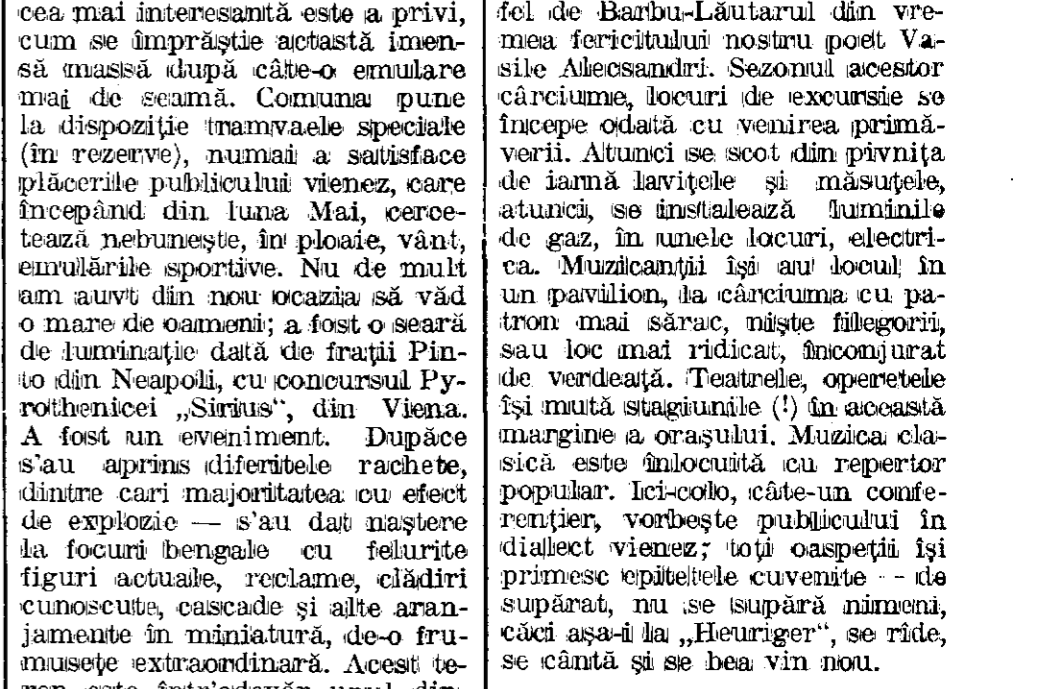 cea mai interesantă este a privi,
cum se împrăștie actastă imen-
să massă după câte-o emulare
mai de seamă. Comuna pune
la dispoziție tramvaele speciale
(în rezerve), numai a satisface
plăcerile publicului vienez, care
începând din luna Mai, cerce-
tează nebunește, în ploaie, vânt,
emulările sportive. Nu de mult
am auvt din nou ocazia să văd
o mare de oameni; a fost o seară
de luminație dată de frații Pin-
to din Neapoli, cu concursul Py-
rothenicei „Sirius“, din Viena.
A fost un eveniment. Dupăce
s'au aprins diferitele rachete,
dintre cari majoritatea cu efect
de explozie — s'au dat naștere
la focuri bengale cu felurite
figuri actuale, reclame, clădiri
cunoscute, cascade și alte aran-
jamente în miniatură, de-o fru-
musețe extraordinară. Acest te-
ren este într'adevăr unul din
fel de Barbu-Lăutarul din vre-
mea fericitului nostru poet Va-
sile Alecsandri. Sezonul acestor
cârciume, locuri de excursie se
începe odată cu venirea primă-
verii. Atunci se scot din pivnița
de iarnă lavițele și măsuțele,
atunci, se instalează luminile
de gaz, în unele locuri, electri-
ca. Muzicanții își au locul în
un pavilion, la cârciuma cu pa-
tron mai sărac, niște filegorii,
sau loc mai ridicat, înconjurat
de verdeață. Teatrele, operetele
își mută stagiunile (!) în această
margine a orașului. Muzica cla-
sică este înlocuită cu repertor
popular. Ici-colo, câte-un confe-
rențier, vorbește publicului în
dialect vienez; toți oaspeții își
primesc epitetele cuvenite — de
supărat, nu se supără nimeni,
căci așa-i la „Heuriger“, se rîde,
se cântă și se bea vin nou.